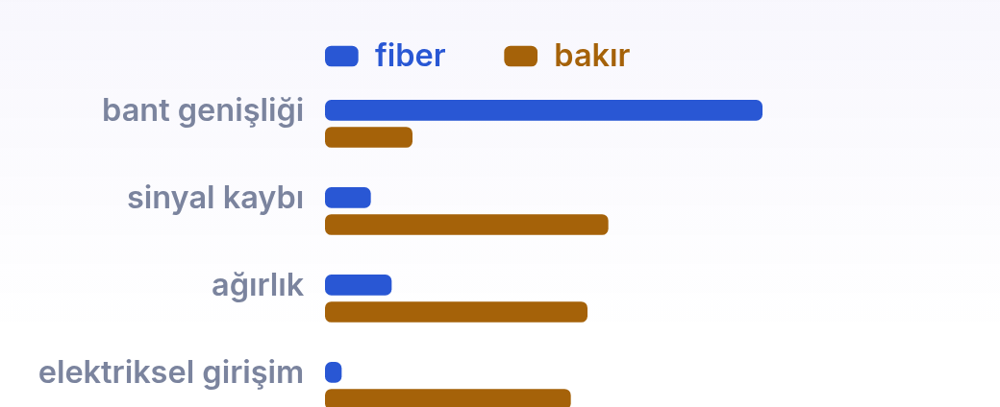 fiber bakır
bant genişliği
sinyal kaybı
ağırlık
elektriksel girişim